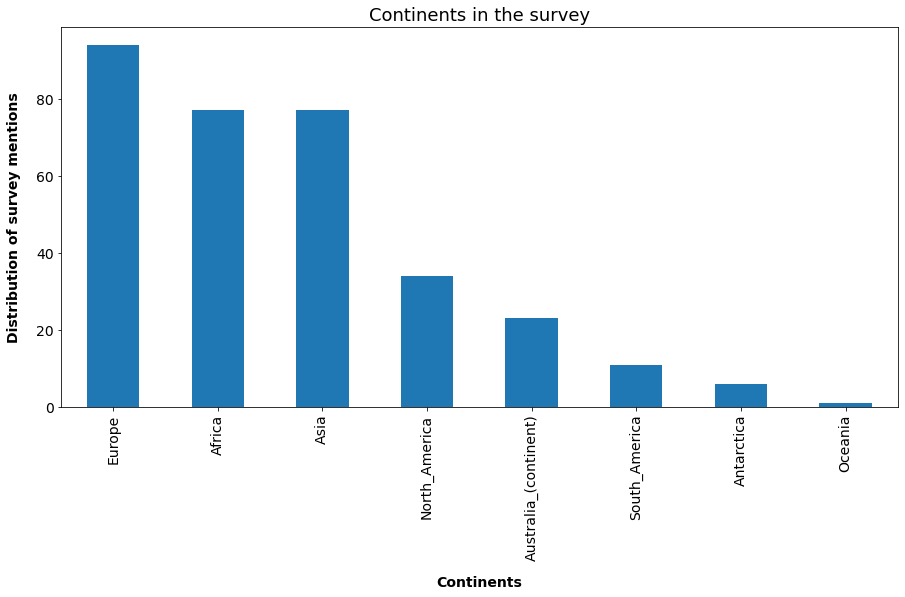 Continents in the survey
Distribution of survey mentions
80
60
40
20
0
Europe
Africa
Asia
North_America
Australia_(continent)
South_America
Antarctica
Oceania
Continents